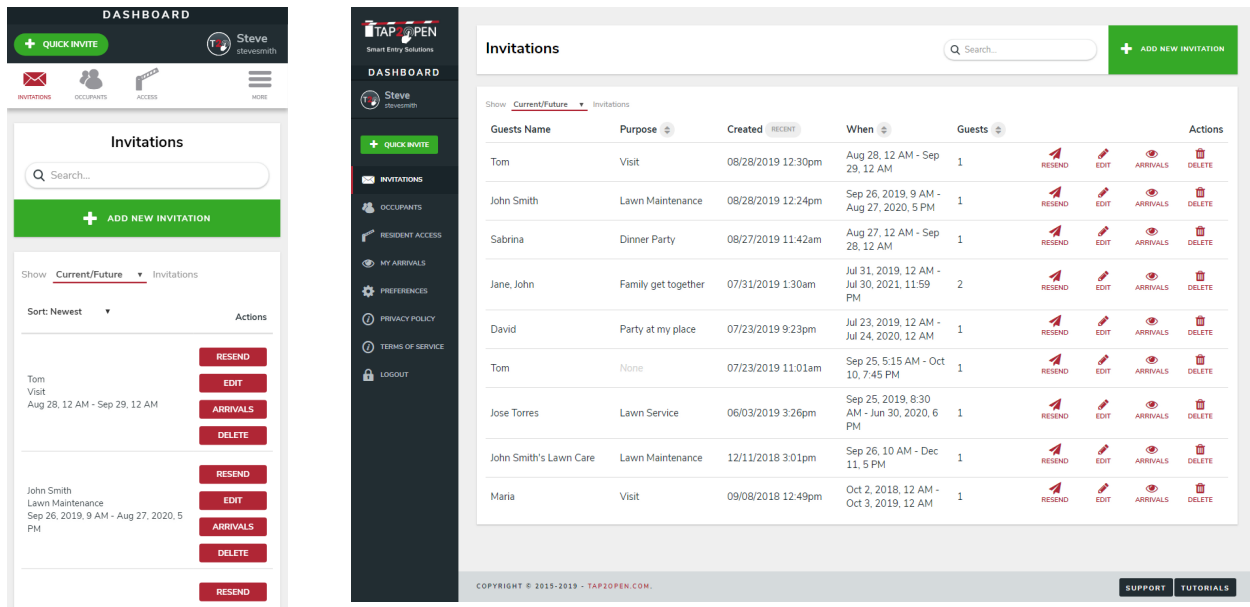 DASHBOARD
QUICK INVITE
T2O
Steve
stevesmith
INVITATIONS
OCCUPANTS
ACCESS
MORE
Invitations
Search...
ADD NEW INVITATION
Show Current/Future Invitations
Sort: Newest
Actions
RESEND
Tom
EDIT
Visit
Aug 28, 12 AM - Sep 29, 12 AM
ARRIVALS
DELETE
RESEND
John Smith
EDIT
Lawn Maintenance
Sep 26, 2019, 9 AM - Aug 27, 2020, 5
PM
ARRIVALS
DELETE
RESEND
TAP2OPEN
Smart Entry Solutions
DASHBOARD
T2O
Steve
stevesmith
QUICK INVITE
INVITATIONS
OCCUPANTS
RESIDENT ACCESS
MY ARRIVALS
PREFERENCES
PRIVACY POLICY
TERMS OF SERVICE
LOGOUT
Invitations
Search...
ADD NEW INVITATION
Show Current/Future Invitations
Guests Name Purpose Created RECENT When Guests Actions
Tom Visit 08/28/2019 12:30pm Aug 28, 12 AM - Sep
29, 12 AM 1 RESEND EDIT ARRIVALS DELETE
John Smith Lawn Maintenance 08/28/2019 12:24pm Sep 26, 2019, 9 AM -
Aug 27, 2020, 5 PM 1 RESEND EDIT ARRIVALS DELETE
Sabrina Dinner Party 08/27/2019 11:42am Aug 27, 12 AM - Sep
28, 12 AM 1 RESEND EDIT ARRIVALS DELETE
Jane, John Family get together 07/31/2019 1:30am Jul 31, 2019, 12 AM -
Jul 30, 2021, 11:59
PM 2 RESEND EDIT ARRIVALS DELETE
David Party at my place 07/23/2019 9:23pm Jul 23, 2019, 12 AM -
Jul 24, 2020, 12 AM 1 RESEND EDIT ARRIVALS DELETE
Tom None 07/23/2019 11:01am Sep 25, 5:15 AM - Oct
10, 7:45 PM 1 RESEND EDIT ARRIVALS DELETE
Jose Torres Lawn Service 06/03/2019 3:26pm Sep 25, 2019, 8:30
AM - Jun 30, 2020, 6
PM 1 RESEND EDIT ARRIVALS DELETE
John Smith's Lawn Care Lawn Maintenance 12/11/2018 3:01pm Sep 26, 10 AM - Dec
11, 5 PM 1 RESEND EDIT ARRIVALS DELETE
Maria Visit 09/08/2018 12:49pm Oct 2, 2018, 12 AM -
Oct 3, 2019, 12 AM 1 RESEND EDIT ARRIVALS DELETE
COPYRIGHT © 2015-2019 - TAP2OPEN.COM.
SUPPORT TUTORIALS